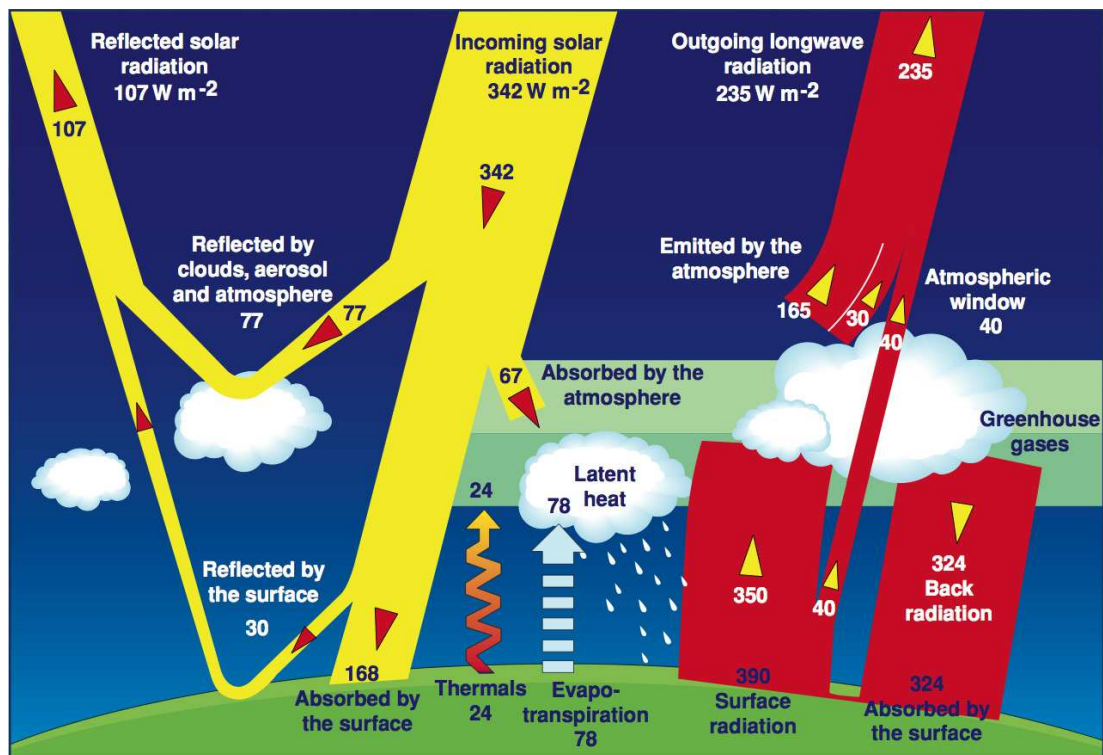 Reflected solar
radiation
107 W m-2
107
Incoming solar
radiation
342 W m-2
342
Outgoing longwave
radiation
235 W m-2
235
Reflected by
clouds, aerosol
and atmosphere
77
77
Emitted by the
atmosphere
165
30
40
Atmospheric
window
40
67
Absorbed by the
atmosphere
Greenhouse
gases
Latent
heat
24
78
Reflected by
the surface
30
350
40
324
Back
radiation
168
Absorbed by
the surface
Thermals
24
Evapo-
transpiration
78
390
Surface
radiation
324
Absorbed by
the surface